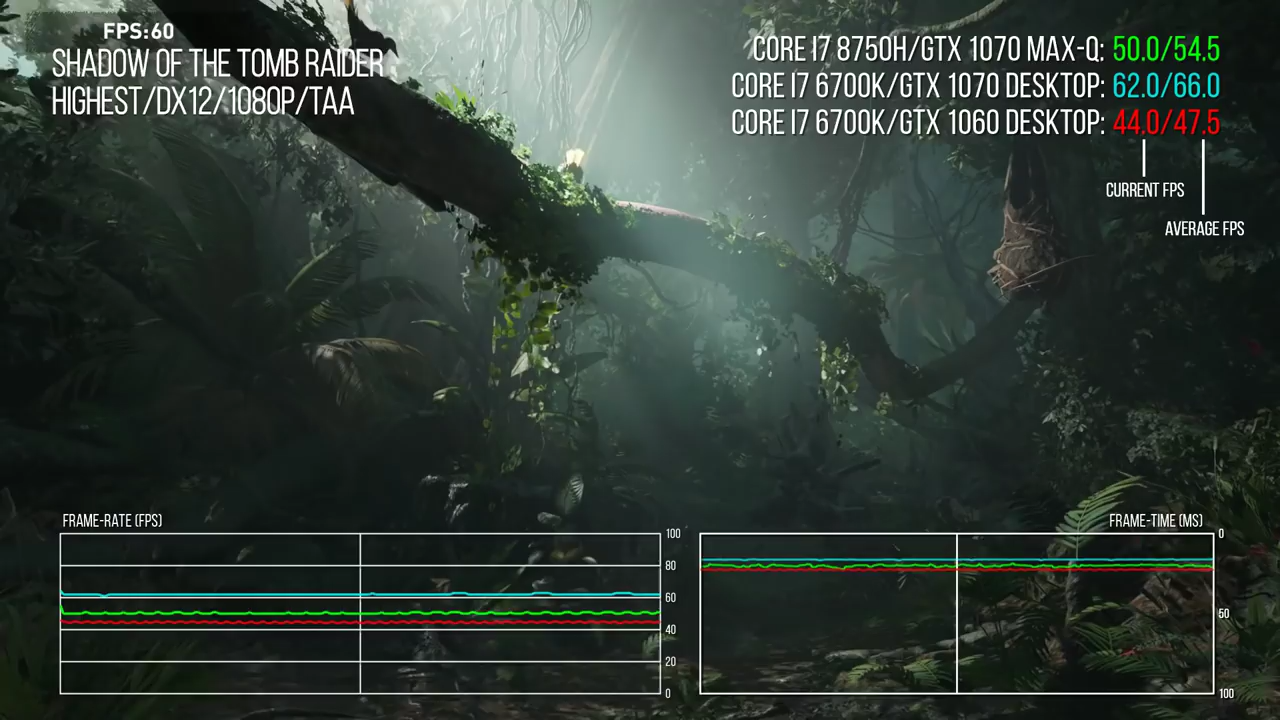 FPS:60
SHADOW OF THE TOMB RAIDER
HIGHEST/DX12/1080P/TAA
CORE I7 8750H/GTX 1070 MAX-Q: 50.0/54.5
CORE I7 6700K/GTX 1070 DESKTOP: 62.0/66.0
CORE I7 6700K/GTX 1060 DESKTOP: 44.0/47.5
CURRENT FPS
AVERAGE FPS
FRAME-RATE (FPS)
100
80
60
40
20
0
FRAME-TIME (MS)
0
50
100